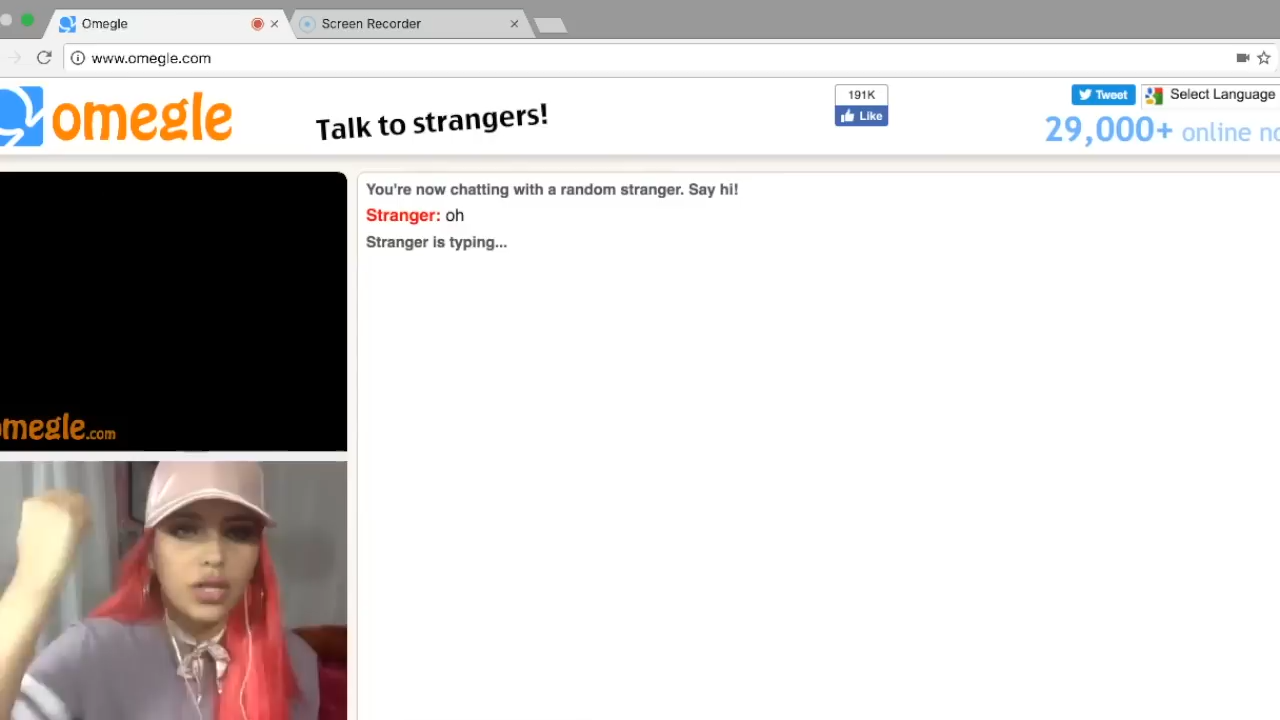 Omegle
Screen Recorder
www.omegle.com
omegle
Talk to strangers!
191K
Like
Tweet
Select Language
29,000+ online no
You're now chatting with a random stranger. Say hi!
Stranger: oh
Stranger is typing...
omegle.com